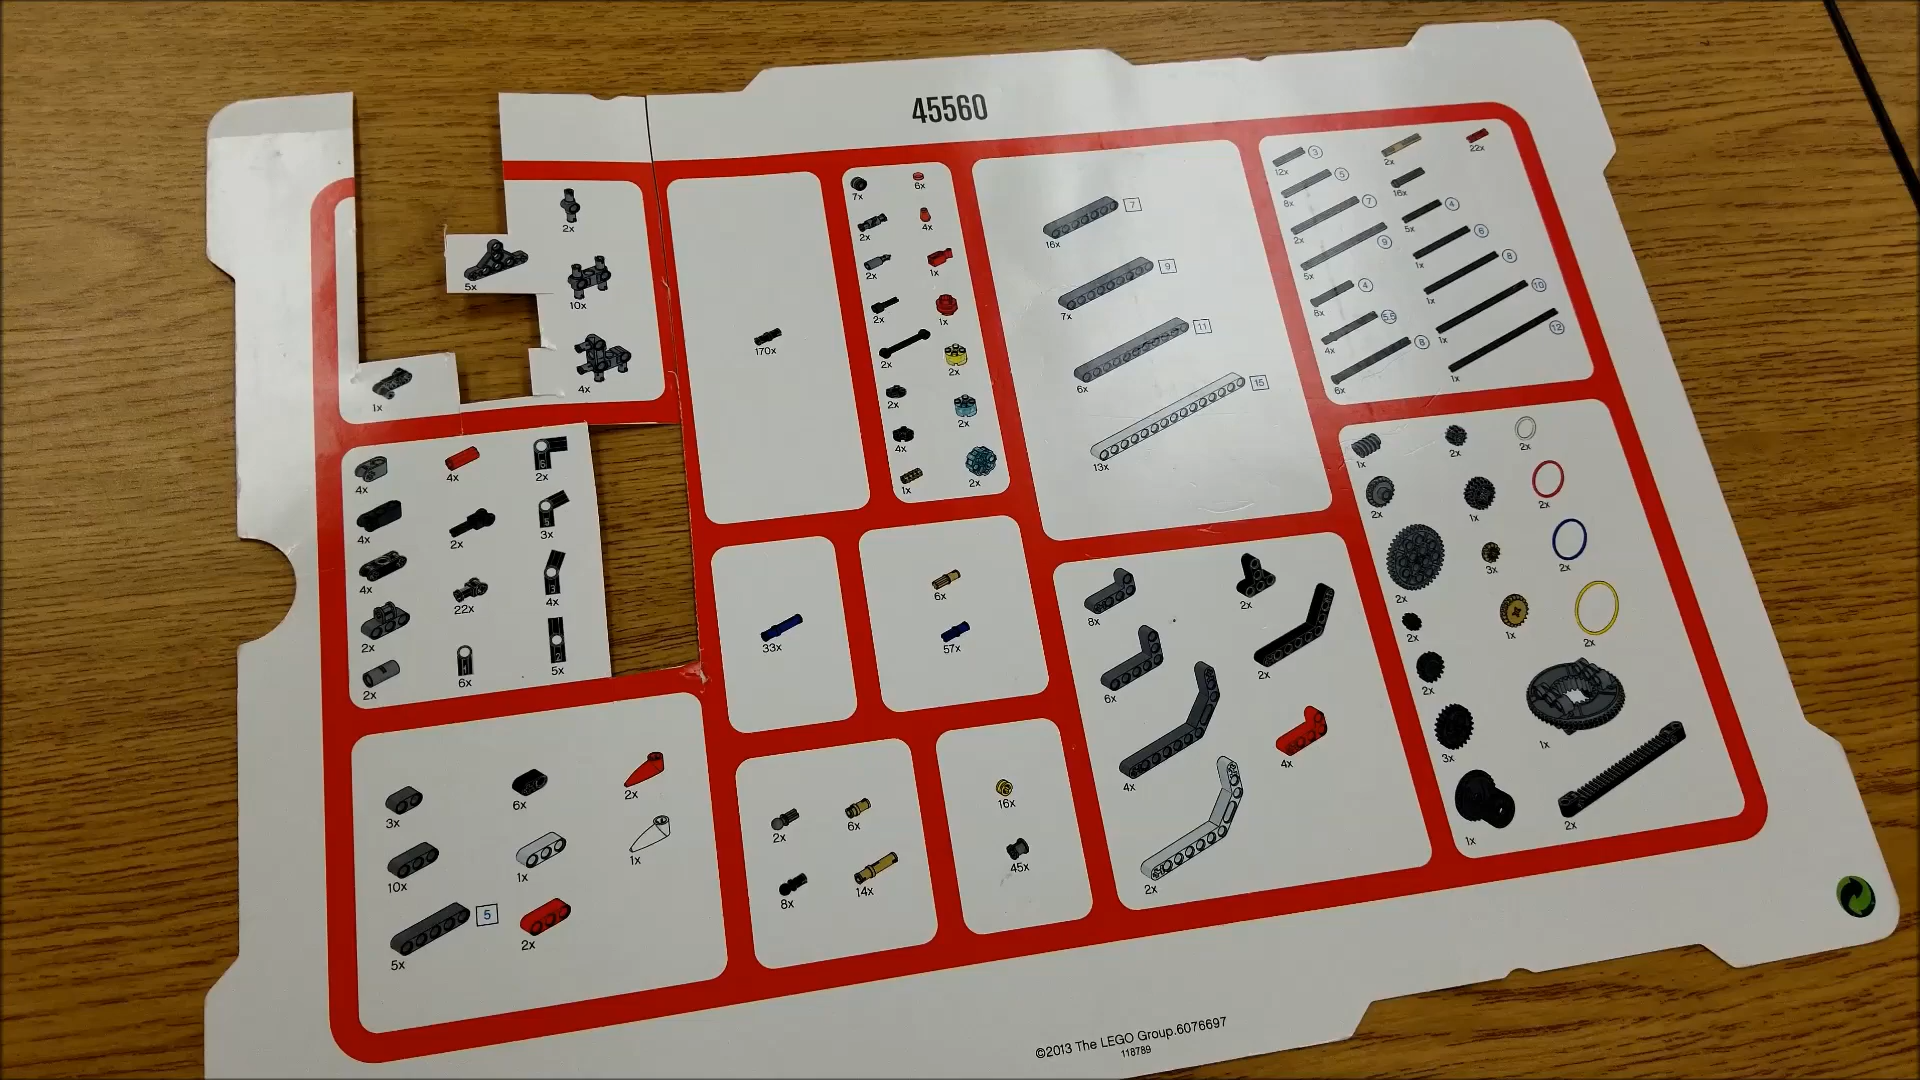 45560
2x
5x
10x
4x
1x
4x
4x
2x
4x
2x
3x
4x
22x
4x
2x
2x
6x
5x
6
5
3
1
2
3x
6x
2x
10x
1x
1x
5
5x
2x
170x
7x
6x
2x
4x
2x
1x
2x
1x
2x
2x
2x
2x
4x
1x
2x
33x
6x
57x
2x
6x
8x
14x
16x
45x
7
16x
9
7x
11
6x
15
13x
8x
2x
6x
2x
4x
4x
2x
3
12x
2x
22x
5
8x
16x
7
2x
4
5x
9
5x
6
1x
4
8x
8
1x
5.5
4x
10
1x
8
6x
12
1x
1x
2x
2x
2x
1x
2x
2x
3x
2x
2x
1x
2x
2x
3x
1x
1x
2x
©2013 The LEGO Group.6076697
118789